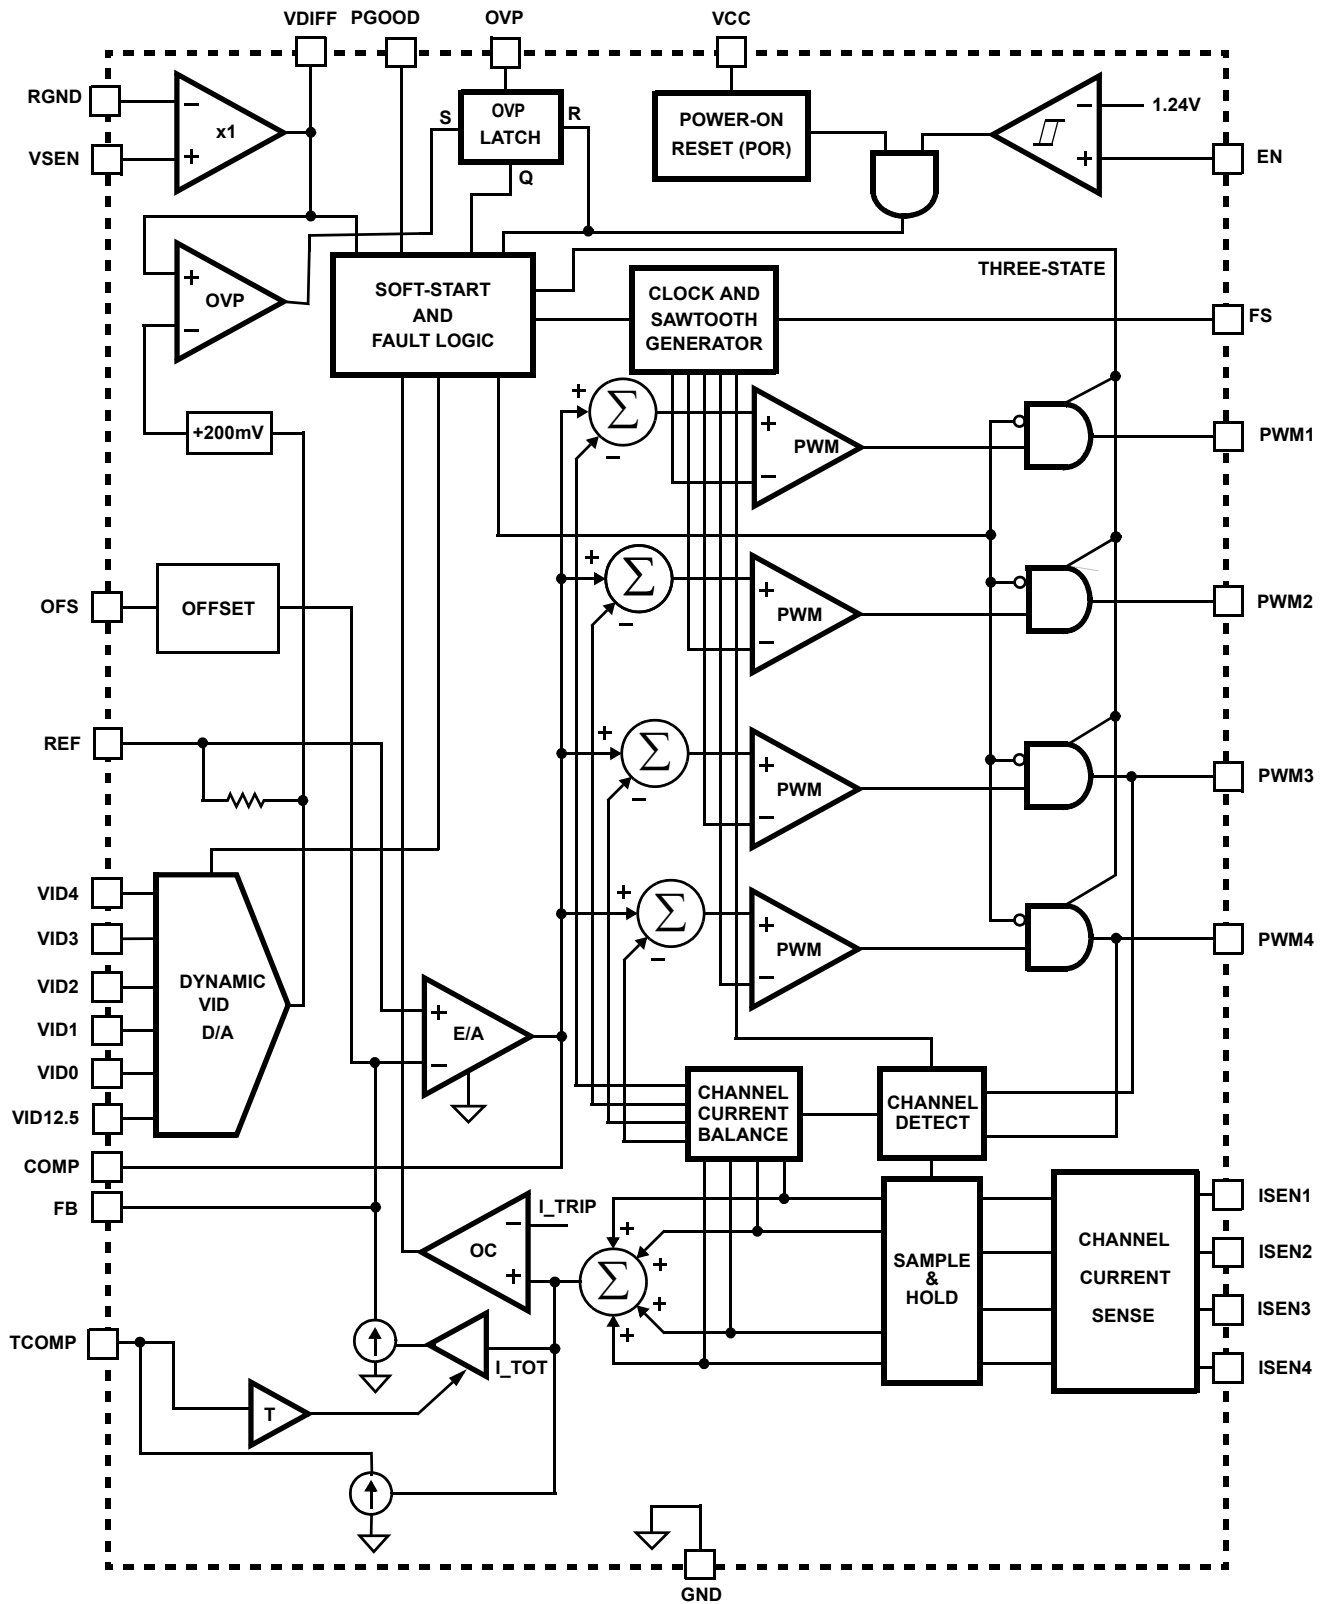 VDIFF PGOOD OVP VCC
RGND
VSEN
−
x1
+
S
OVP
LATCH
R
Q
POWER-ON
RESET (POR)
−
1.24V
+
EN
+
OVP
−
SOFT-START
AND
FAULT LOGIC
THREE-STATE
CLOCK AND
SAWTOOTH
GENERATOR
FS
+200mV
+
Σ
−
+
PWM
−
PWM1
OFS
OFFSET
+
Σ
−
+
PWM
−
PWM2
REF
+
Σ
−
+
PWM
−
PWM3
VID4
VID3
VID2
VID1
VID0
VID12.5
DYNAMIC
VID
D/A
+
Σ
−
+
PWM
−
PWM4
+
E/A
−
COMP
FB
CHANNEL
CURRENT
BALANCE
CHANNEL
DETECT
I_TRIP
−
OC
+
+
+
Σ
+
+
SAMPLE
&
HOLD
CHANNEL
CURRENT
SENSE
ISEN1
ISEN2
ISEN3
ISEN4
TCOMP
I_TOT
T
GND